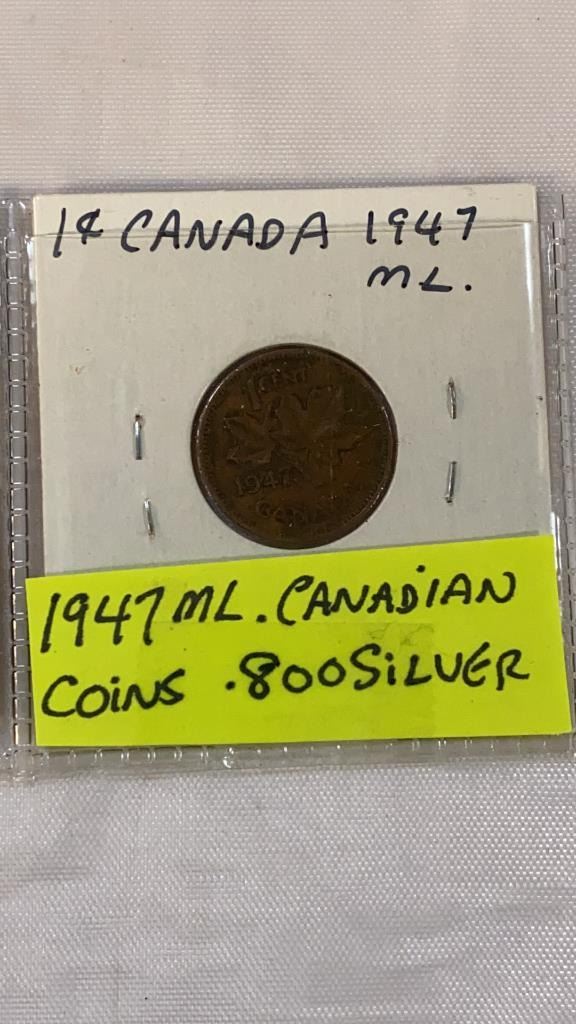 1¢ CANADA 1947
ML.
1 CENT
1947
CANADA
1947 ML. CANADIAN
COINS .800 SILVER